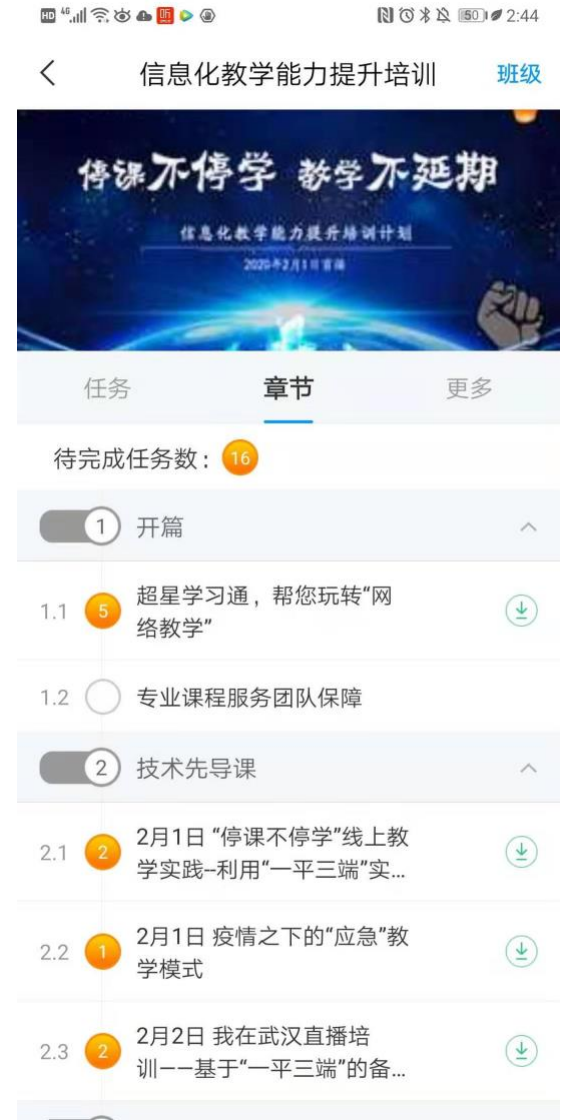 HD 4G 听 50 2:44
信息化教学能力提升培训 班级
停课不停学 教学不延期
信息化教学能力提升培训计划
2020年2月1日首播
任务 章节 更多
待完成任务数: 16
1 开篇
1.1 5 超星学习通，帮您玩转“网
络教学”
1.2 专业课程服务团队保障
2 技术先导课
2.1 2 2月1日 “停课不停学”线上教
学实践--利用“一平三端”实...
2.2 1 2月1日 疫情之下的“应急”教
学模式
2.3 2 2月2日 我在武汉直播培
训——基于“一平三端”的备...